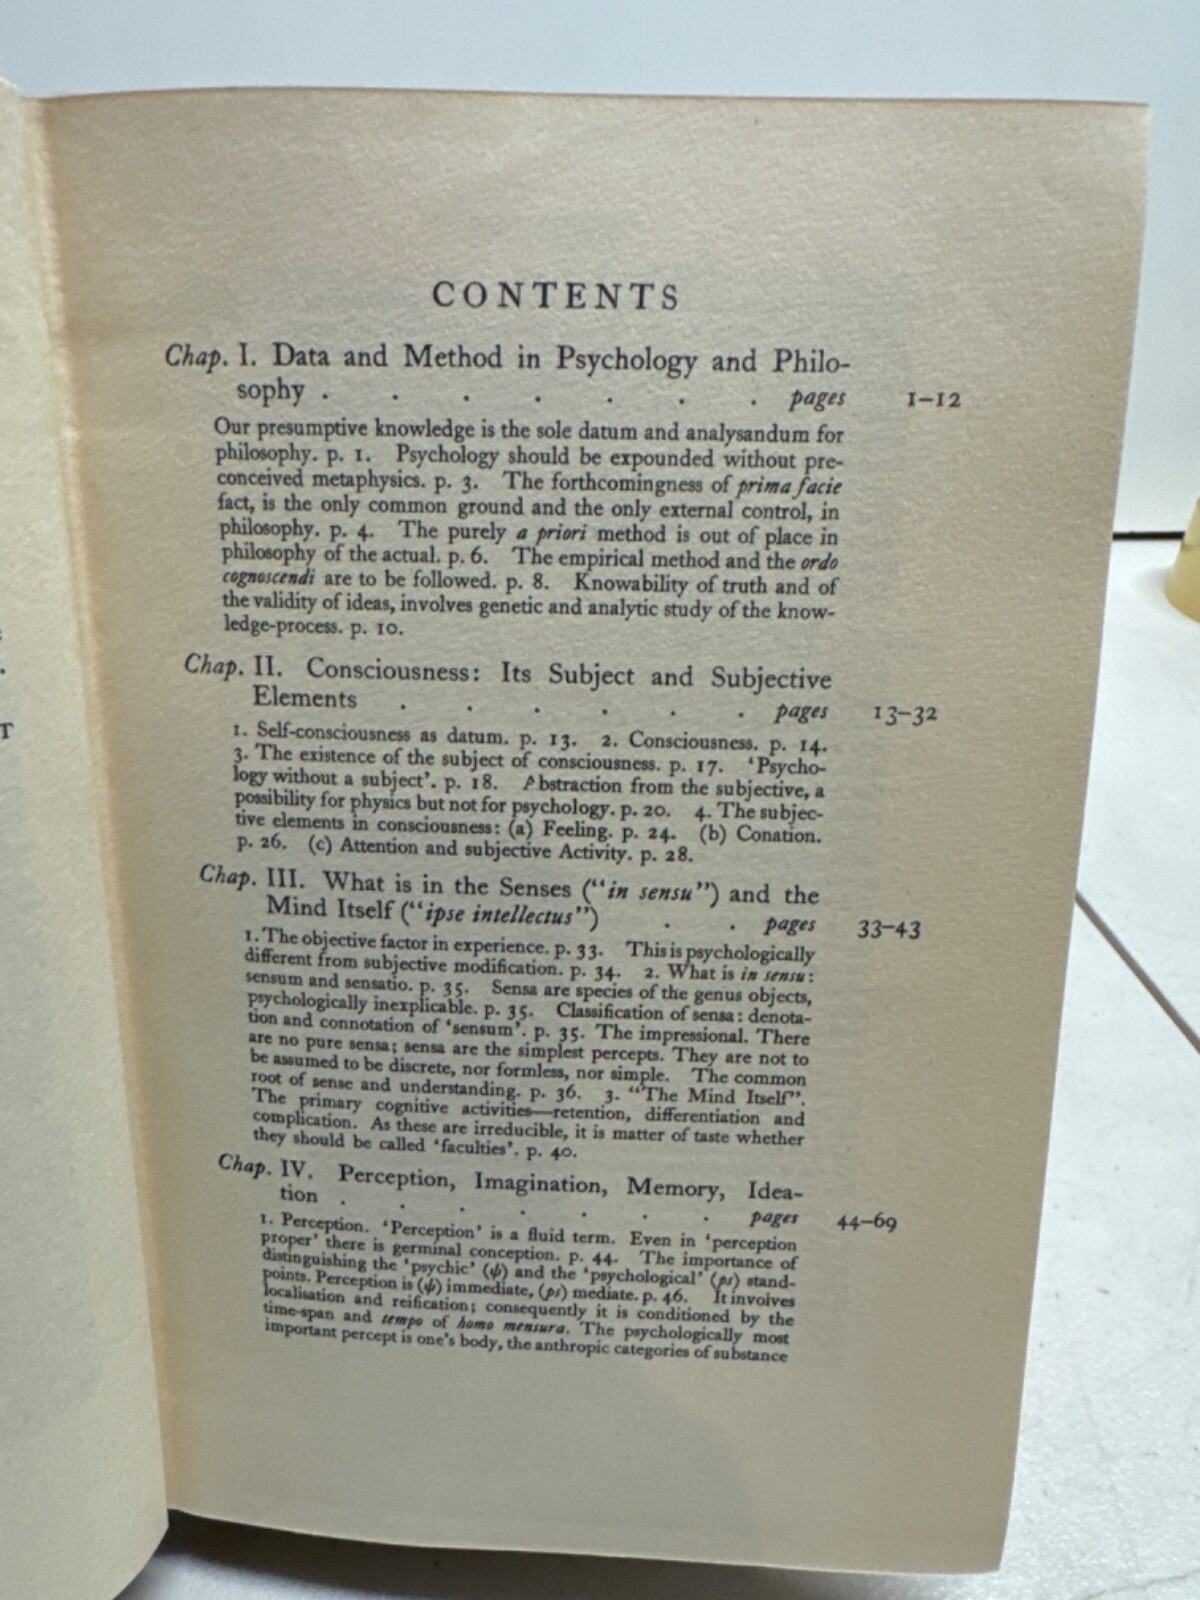 CONTENTS
Chap. I. Data and Method in Psychology and Philo-
sophy . . . . . . . pages 1–12
Our presumptive knowledge is the sole datum and analysandum for
philosophy. p. 1. Psychology should be expounded without pre-
conceived metaphysics. p. 3. The forthcomingness of prima facie
fact, is the only common ground and the only external control, in
philosophy. p. 4. The purely a priori method is out of place in
philosophy of the actual. p. 6. The empirical method and the ordo
cognoscendi are to be followed. p. 8. Knowability of truth and of
the validity of ideas, involves genetic and analytic study of the know-
ledge-process. p. 10.
Chap. II. Consciousness: Its Subject and Subjective
Elements . . . . . . pages 13–32
1. Self-consciousness as datum. p. 13. 2. Consciousness. p. 14.
3. The existence of the subject of consciousness. p. 17. ‘Psycho-
logy without a subject’. p. 18. Abstraction from the subjective, a
possibility for physics but not for psychology. p. 20. 4. The subjec-
tive elements in consciousness: (a) Feeling. p. 24. (b) Conation.
p. 26. (c) Attention and subjective Activity. p. 28.
Chap. III. What is in the Senses (“in sensu”) and the
Mind Itself (“ipse intellectus”) . . pages 33–43
1. The objective factor in experience. p. 33. This is psychologically
different from subjective modification. p. 34. 2. What is in sensu:
sensum and sensatio. p. 35. Sensa are species of the genus objects,
psychologically inexplicable. p. 35. Classification of sensa: denota-
tion and connotation of ‘sensum’. p. 35. The impressional. There
are no pure sensa; sensa are the simplest percepts. They are not to
be assumed to be discrete, nor formless, nor simple. The common
root of sense and understanding. p. 36. 3. “The Mind Itself”.
The primary cognitive activities—retention, differentiation and
complication. As these are irreducible, it is matter of taste whether
they should be called ‘faculties’. p. 40.
Chap. IV. Perception, Imagination, Memory, Idea-
tion . . . . . . . pages 44–69
1. Perception. ‘Perception’ is a fluid term. Even in ‘perception
proper’ there is germinal conception. p. 44. The importance of
distinguishing the ‘psychic’ (ψ) and the ‘psychological’ (ps) stand-
points. Perception is (ψ) immediate, (ps) mediate. p. 46. It involves
localisation and reification; consequently it is conditioned by the
time-span and tempo of homo mensura. The psychologically most
important percept is one’s body, the anthropic categories of substance